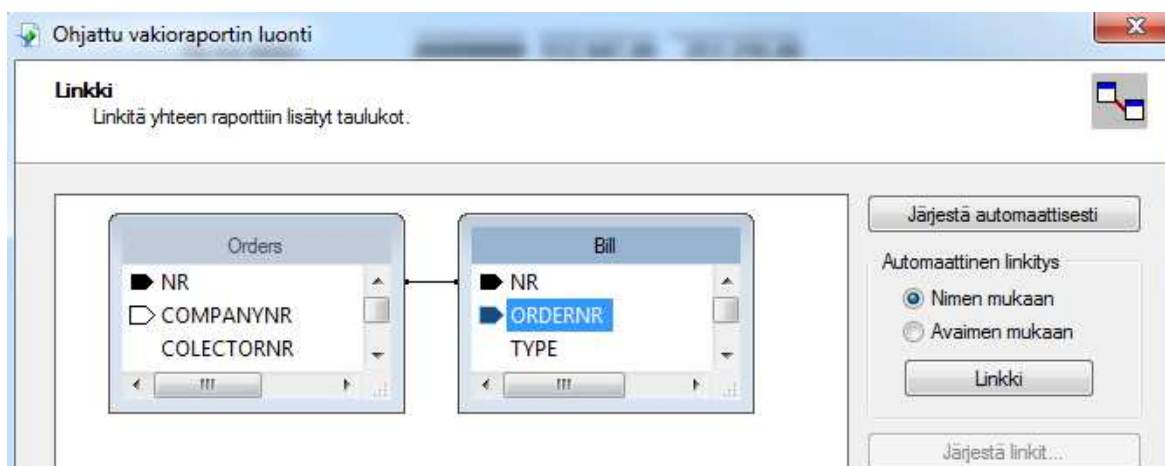 Ohjattu vakioraportin luonti
Linkki
Linkitä yhteen raporttiin lisätyt taulukot.
Orders
NR
COMPANYNR
COLECTORNR
Bill
NR
ORDERNR
TYPE
Järjestä automaattisesti
Automaattinen linkitys
Nimen mukaan
Avaimen mukaan
Linkki
Järjestä linkit...